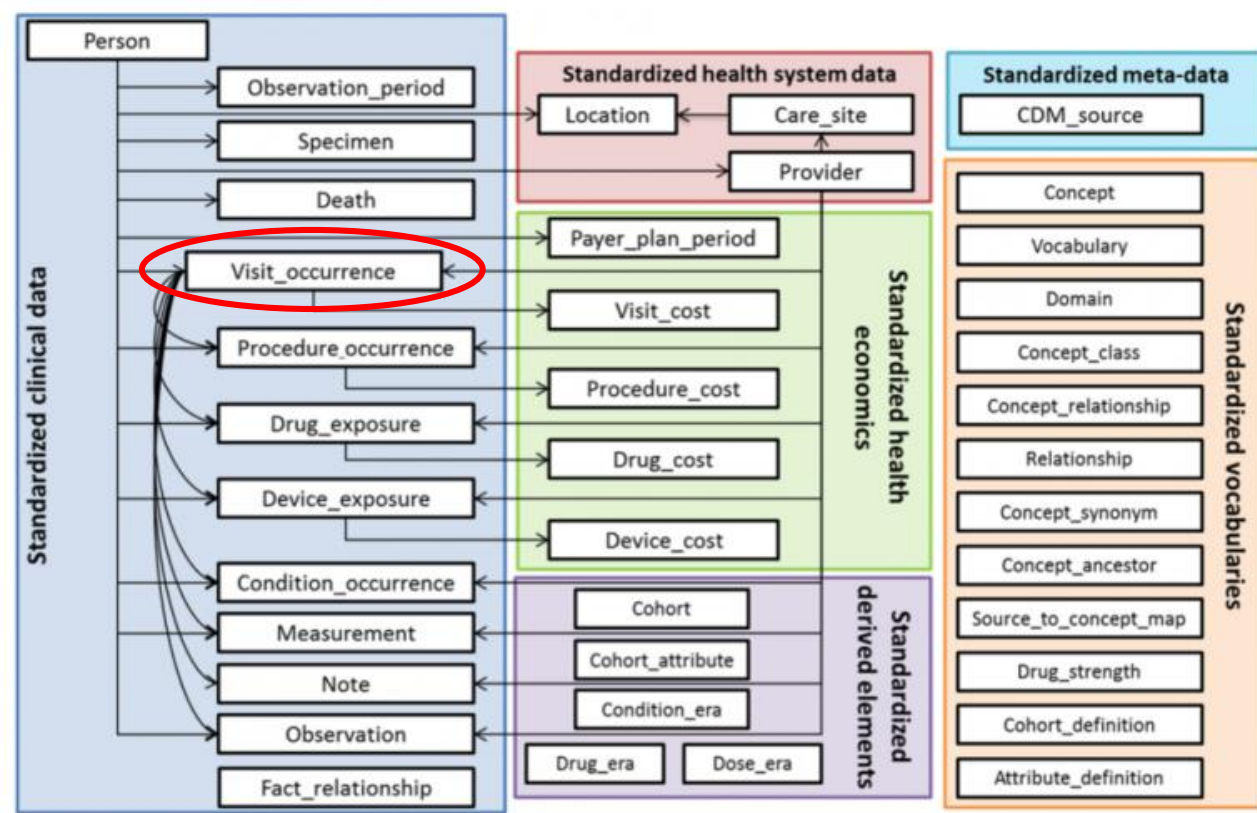 Person
Observation_period
Specimen
Death
Visit_occurrence
Procedure_occurrence
Drug_exposure
Device_exposure
Condition_occurrence
Measurement
Note
Observation
Fact_relationship
Standardized clinical data
Standardized health system data
Location
Care_site
Provider
Payer_plan_period
Visit_cost
Procedure_cost
Drug_cost
Device_cost
Standardized health
economics
Cohort
Cohort_attribute
Condition_era
Drug_era
Dose_era
Standardized
derived elements
Standardized meta-data
CDM_source
Concept
Vocabulary
Domain
Concept_class
Concept_relationship
Relationship
Concept_synonym
Concept_ancestor
Source_to_concept_map
Drug_strength
Cohort_definition
Attribute_definition
Standardized vocabularies